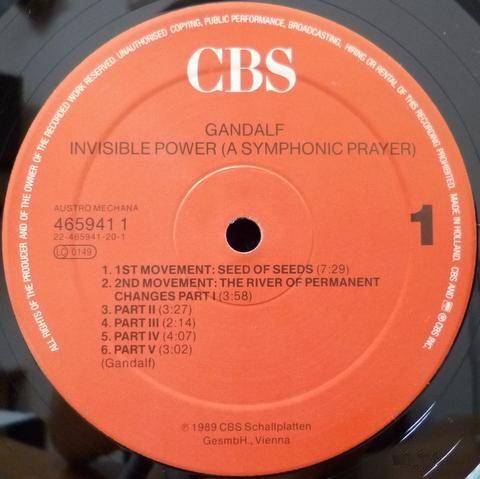 ALL RIGHTS OF THE PRODUCER AND OF THE OWNER OF THE RECORDED WORK RESERVED. UNAUTHORISED COPYING, PUBLIC PERFORMANCE, BROADCASTING, HIRING OR RENTAL OF THIS RECORDING PROHIBITED. MADE IN HOLLAND. CBS AND ® CBS INC.
CBS
GANDALF
INVISIBLE POWER (A SYMPHONIC PRAYER)
AUSTRO MECHANA
465941 1
22-465941-20-1
LC 0149
1
1. 1ST MOVEMENT: SEED OF SEEDS (7:29)
2. 2ND MOVEMENT: THE RIVER OF PERMANENT
CHANGES PART I (3:58)
3. PART II (3:27)
4. PART III (2:14)
5. PART IV (4:07)
6. PART V (3:02)
(Gandalf)
℗ 1989 CBS Schallplatten
GesmbH., Vienna